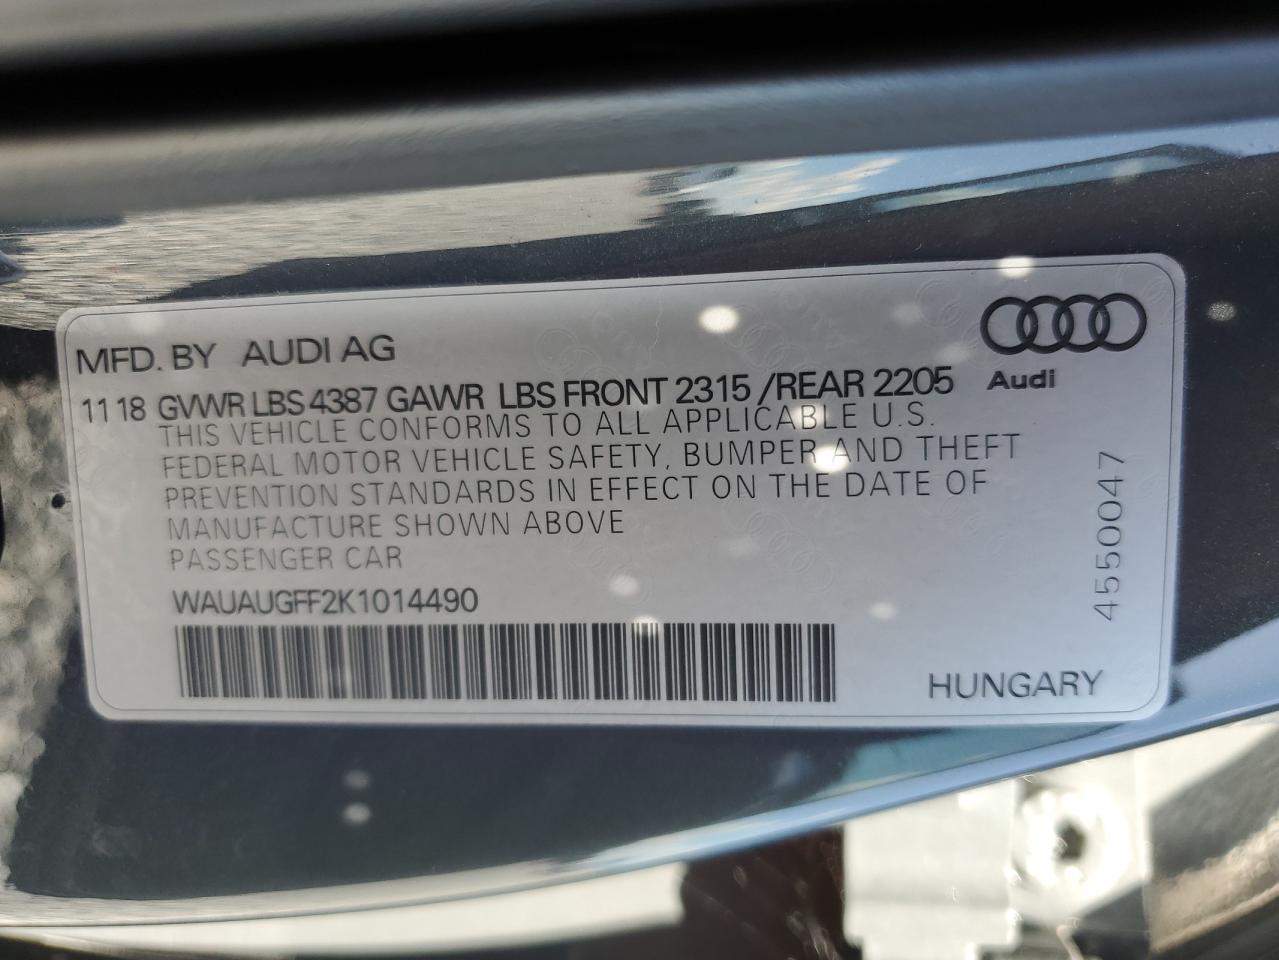 MFD. BY AUDI AG
Audi
11 18 GVWR LBS 4387 GAWR LBS FRONT 2315 /REAR 2205
THIS VEHICLE CONFORMS TO ALL APPLICABLE U.S.
FEDERAL MOTOR VEHICLE SAFETY, BUMPER AND THEFT
PREVENTION STANDARDS IN EFFECT ON THE DATE OF
MANUFACTURE SHOWN ABOVE
PASSENGER CAR
WAUAUGFF2K1014490
4550047
HUNGARY